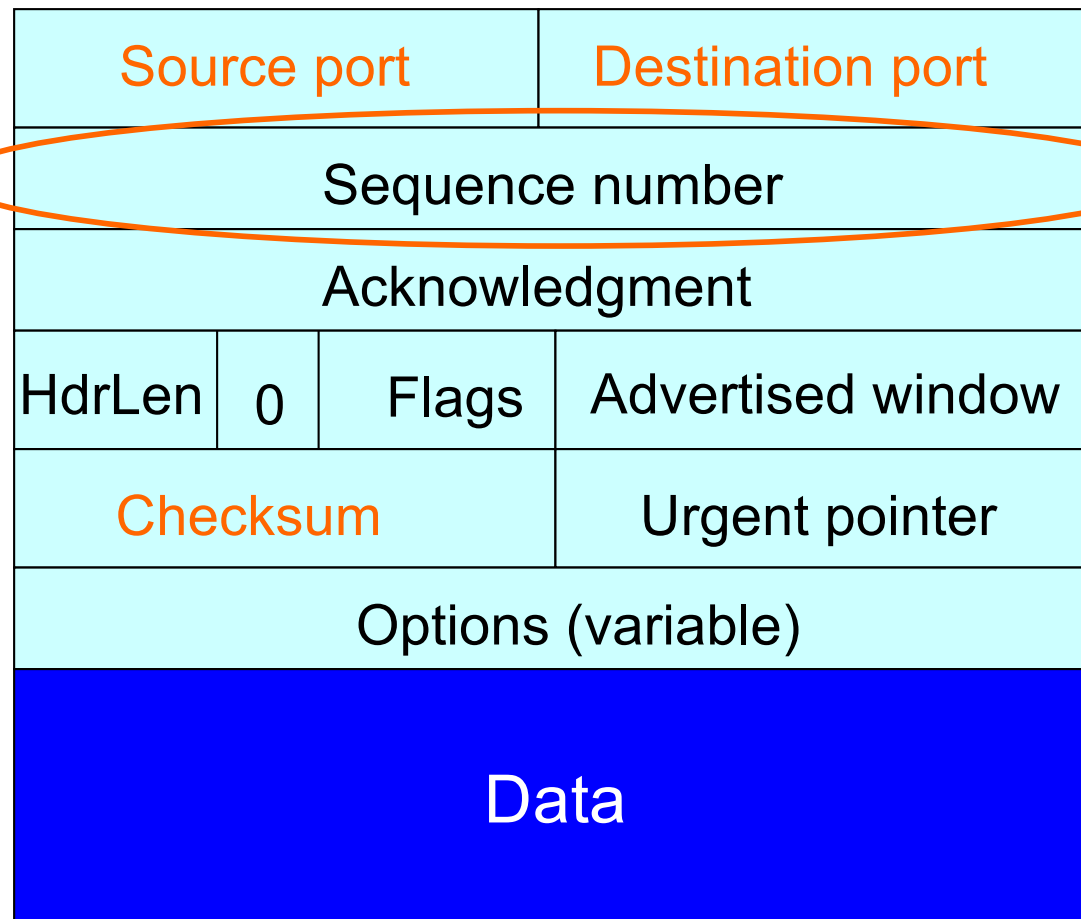 Source port Destination port
Sequence number
Acknowledgment
HdrLen 0 Flags Advertised window
Checksum Urgent pointer
Options (variable)
Data